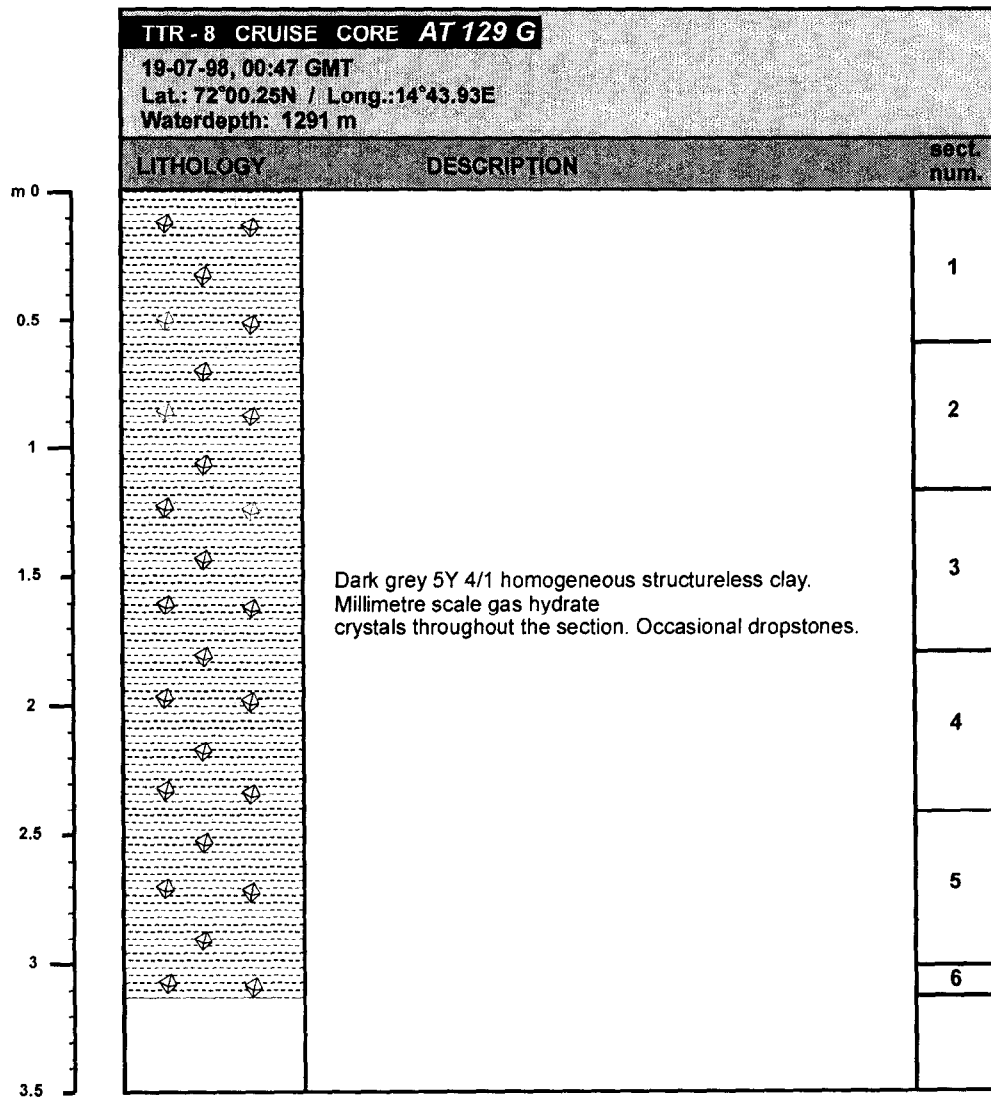 TTR - 8 CRUISE CORE AT 129 G
19-07-98, 00:47 GMT
Lat.: 72°00.25N / Long.:14°43.93E
Waterdepth: 1291 m
LITHOLOGY DESCRIPTION sect. num.
m 0
0.5
1
1.5
2
2.5
3
3.5
Dark grey 5Y 4/1 homogeneous structureless clay.
Millimetre scale gas hydrate
crystals throughout the section. Occasional dropstones.
1
2
3
4
5
6